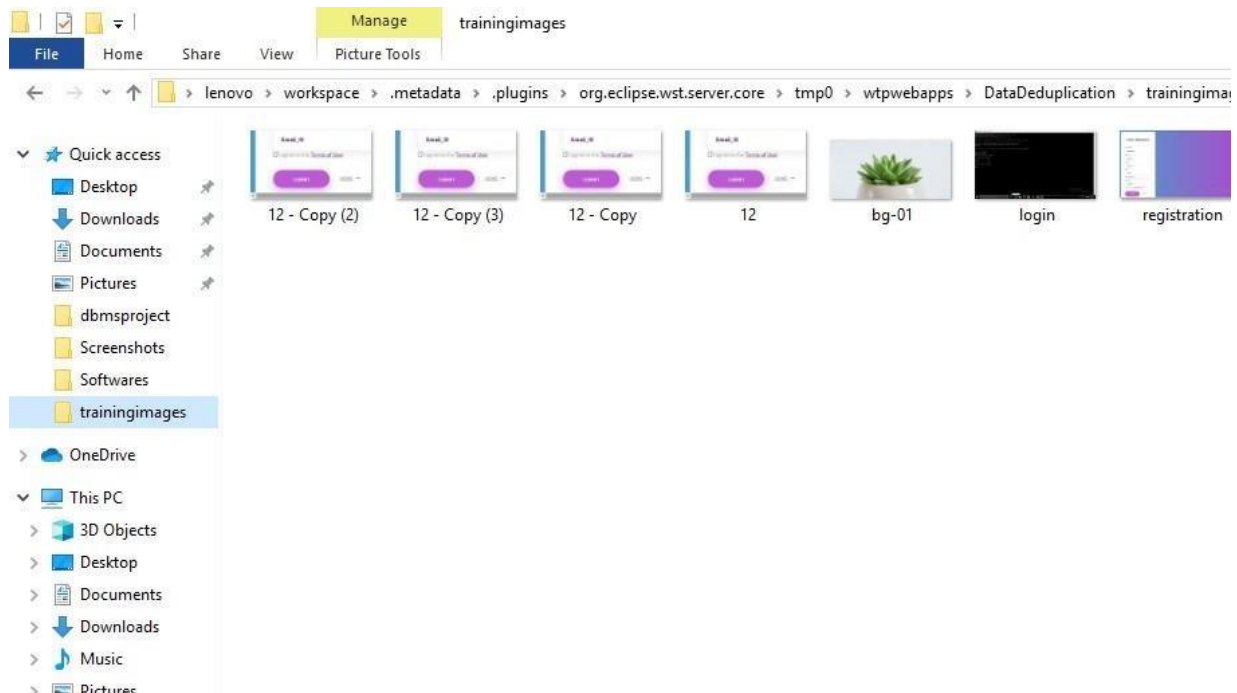 Manage trainingimages
File Home Share View Picture Tools
lenovo > workspace > .metadata > .plugins > org.eclipse.wst.server.core > tmp0 > wtpwebapps > DataDeduplication >
Quick access
Desktop
Downloads
Documents
Pictures
dbmsproject
Screenshots
Softwares
trainingimages
OneDrive
This PC
3D Objects
Desktop
Documents
Downloads
Music
Pictures
12 - Copy (2) 12 - Copy (3) 12 - Copy 12 bg-01 login registration